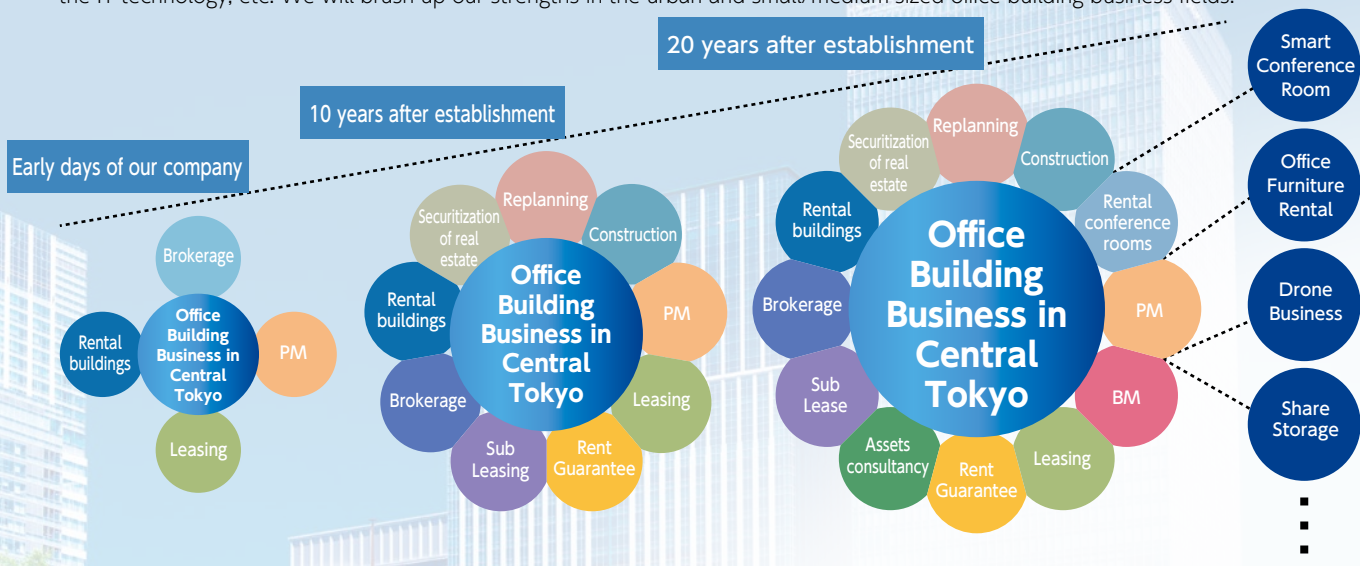 the IT technology, etc. We will brush up our strengths in the urban and small/medium-sized office building business fields.
20 years after establishment
10 years after establishment
Early days of our company
Brokerage
Rental
buildings
Office
Building
Business in
Central
Tokyo
PM
Leasing
Replanning
Securitization
of real
estate
Construction
Rental
buildings
Office
Building
Business in
Central
Tokyo
PM
Brokerage
Leasing
Sub
Leasing
Rent
Guarantee
Replanning
Securitization
of real
estate
Construction
Rental
buildings
Rental
conference
rooms
Office
Building
Business in
Central
Tokyo
Brokerage
PM
Sub
Lease
BM
Assets
consultancy
Rent
Guarantee
Leasing
Smart
Conference
Room
Office
Furniture
Rental
Drone
Business
Share
Storage